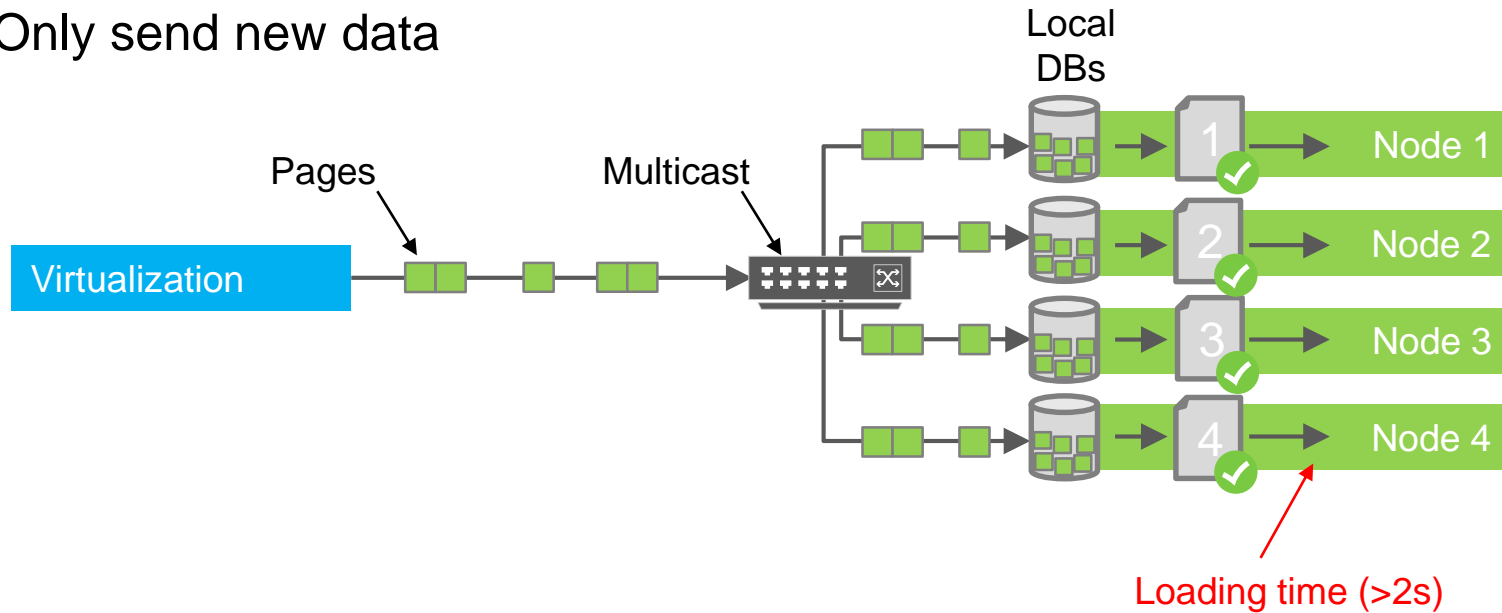 Only send new data
Local
DBs
Pages
Multicast
Virtualization
1
Node 1
2
Node 2
3
Node 3
4
Node 4
Loading time (>2s)